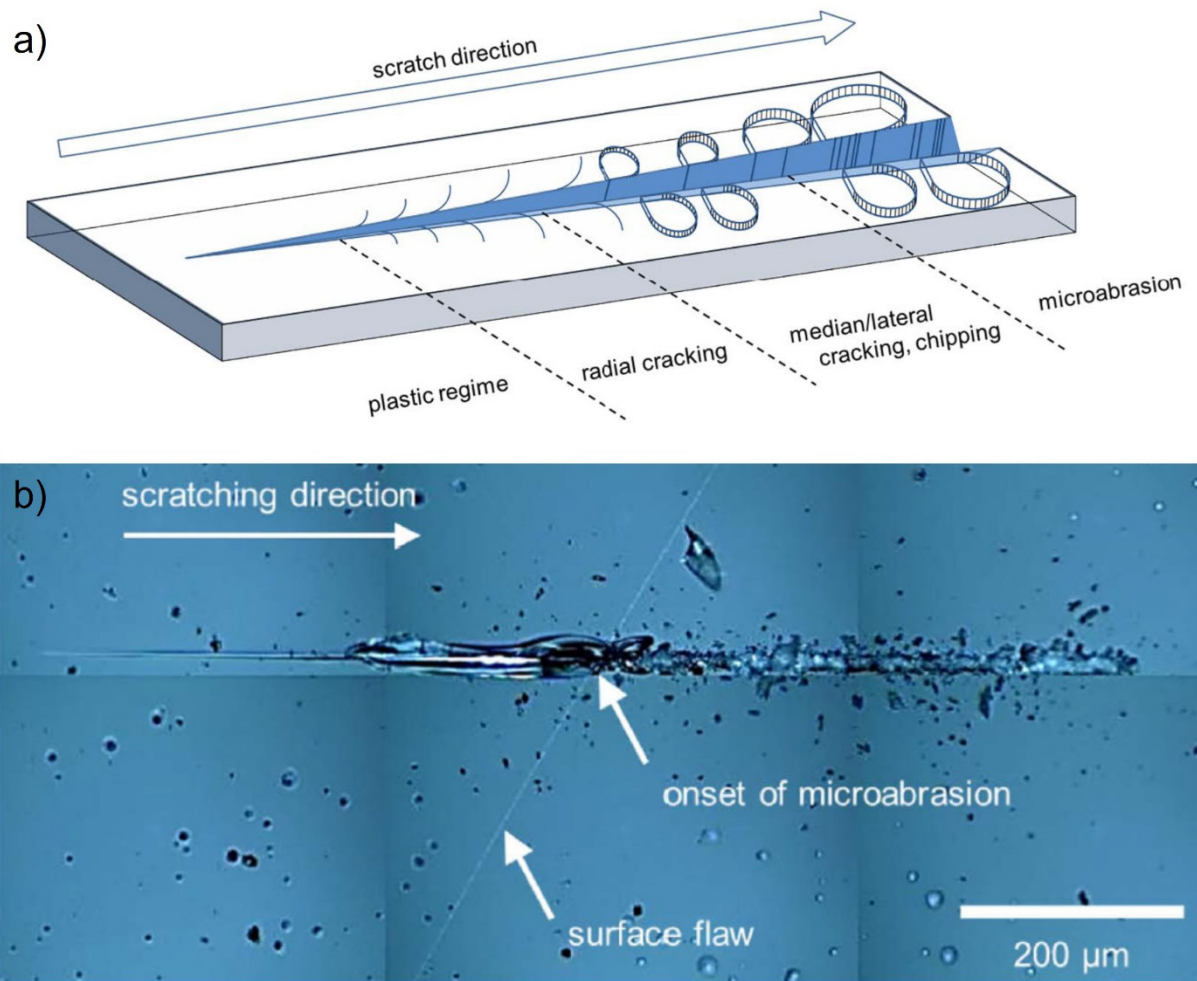 a)
scratch direction
microabrasion
median/lateral
cracking, chipping
radial cracking
plastic regime
b)
scratching direction
onset of microabrasion
surface flaw
200 µm